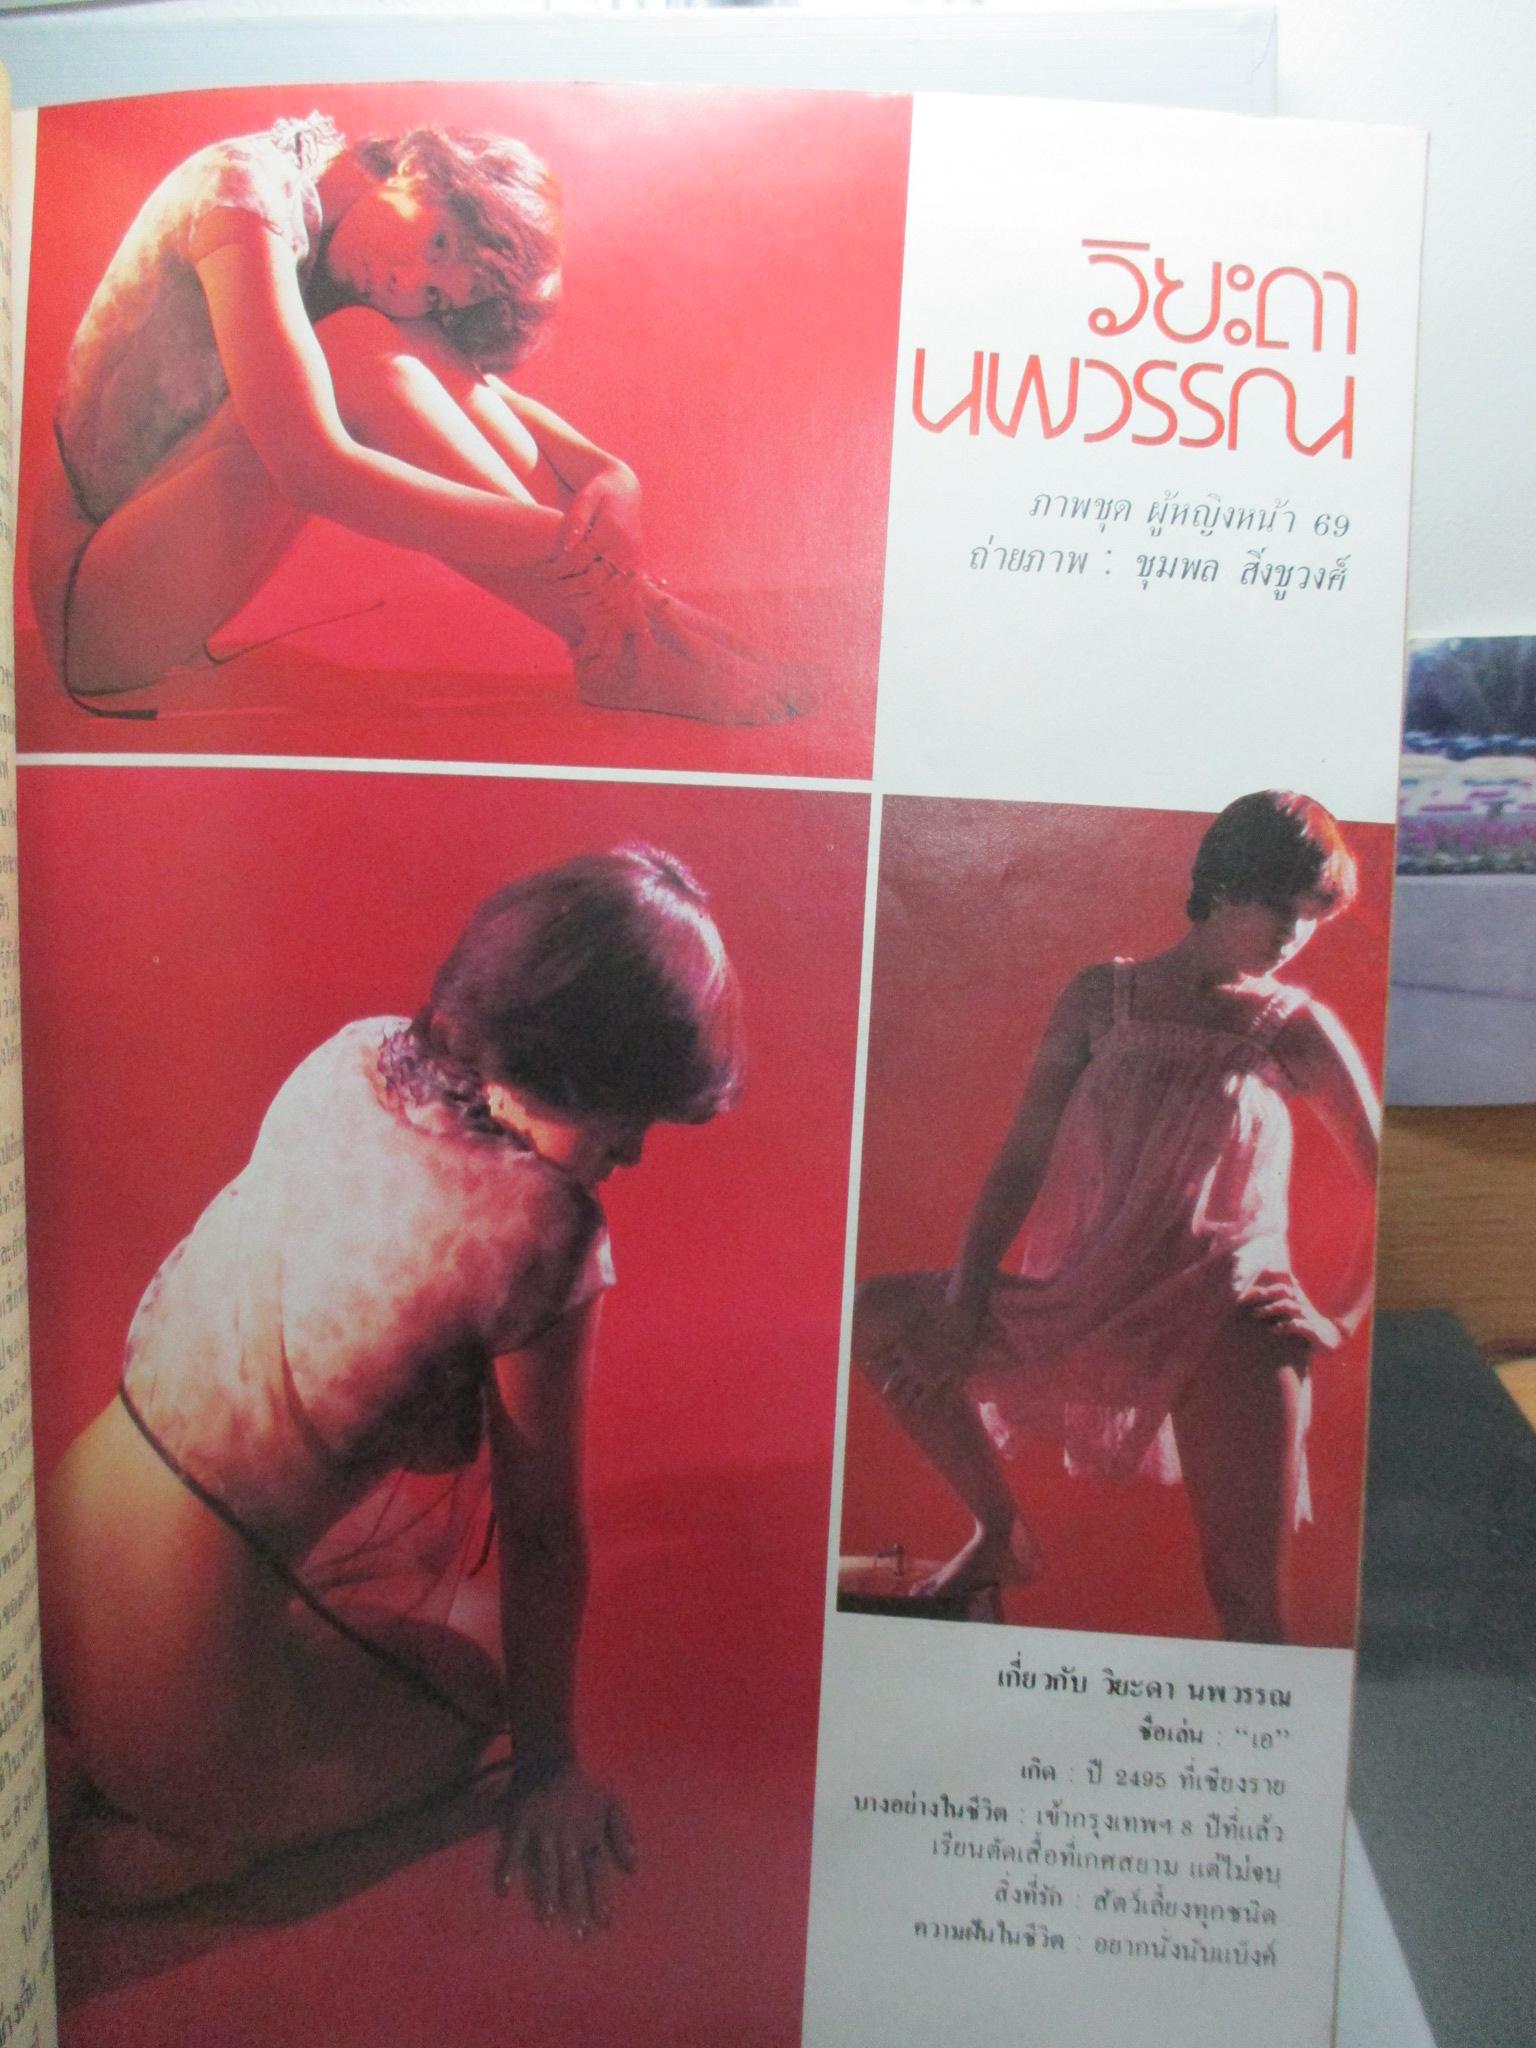 วิยะดา
นพวรรณ
ภาพชุด ผู้หญิงหน้า 69
ถ่ายภาพ : ชุมพล สิ่งชูวงศ์
เกี่ยวกับ วิยะดา นพวรรณ
ชื่อเล่น : “เอ”
เกิด : ปี 2495 ที่เชียงราย
บางอย่างในชีวิต : เข้ากรุงเทพฯ 8 ปีที่แล้ว
เรียนตัดเสื้อที่เกศสยาม แต่ไม่จบ
สิ่งที่รัก : สัตว์เลี้ยงทุกชนิด
ความฝันในชีวิต : อยากนั่งนับแบ๊งค์